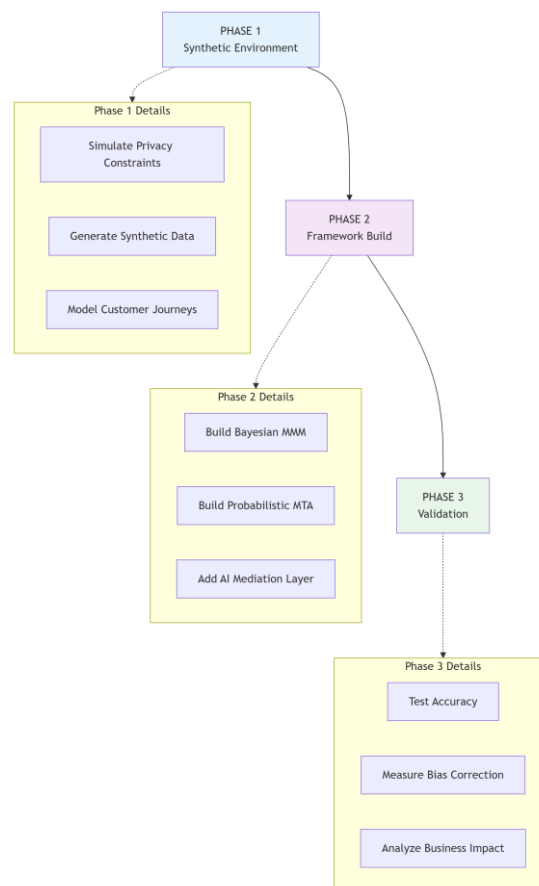 PHASE 1
Synthetic Environment
Phase 1 Details
Simulate Privacy
Constraints
Generate Synthetic Data
Model Customer Journeys
PHASE 2
Framework Build
Phase 2 Details
Build Bayesian MMM
Build Probabilistic MTA
Add AI Mediation Layer
PHASE 3
Validation
Phase 3 Details
Test Accuracy
Measure Bias Correction
Analyze Business Impact